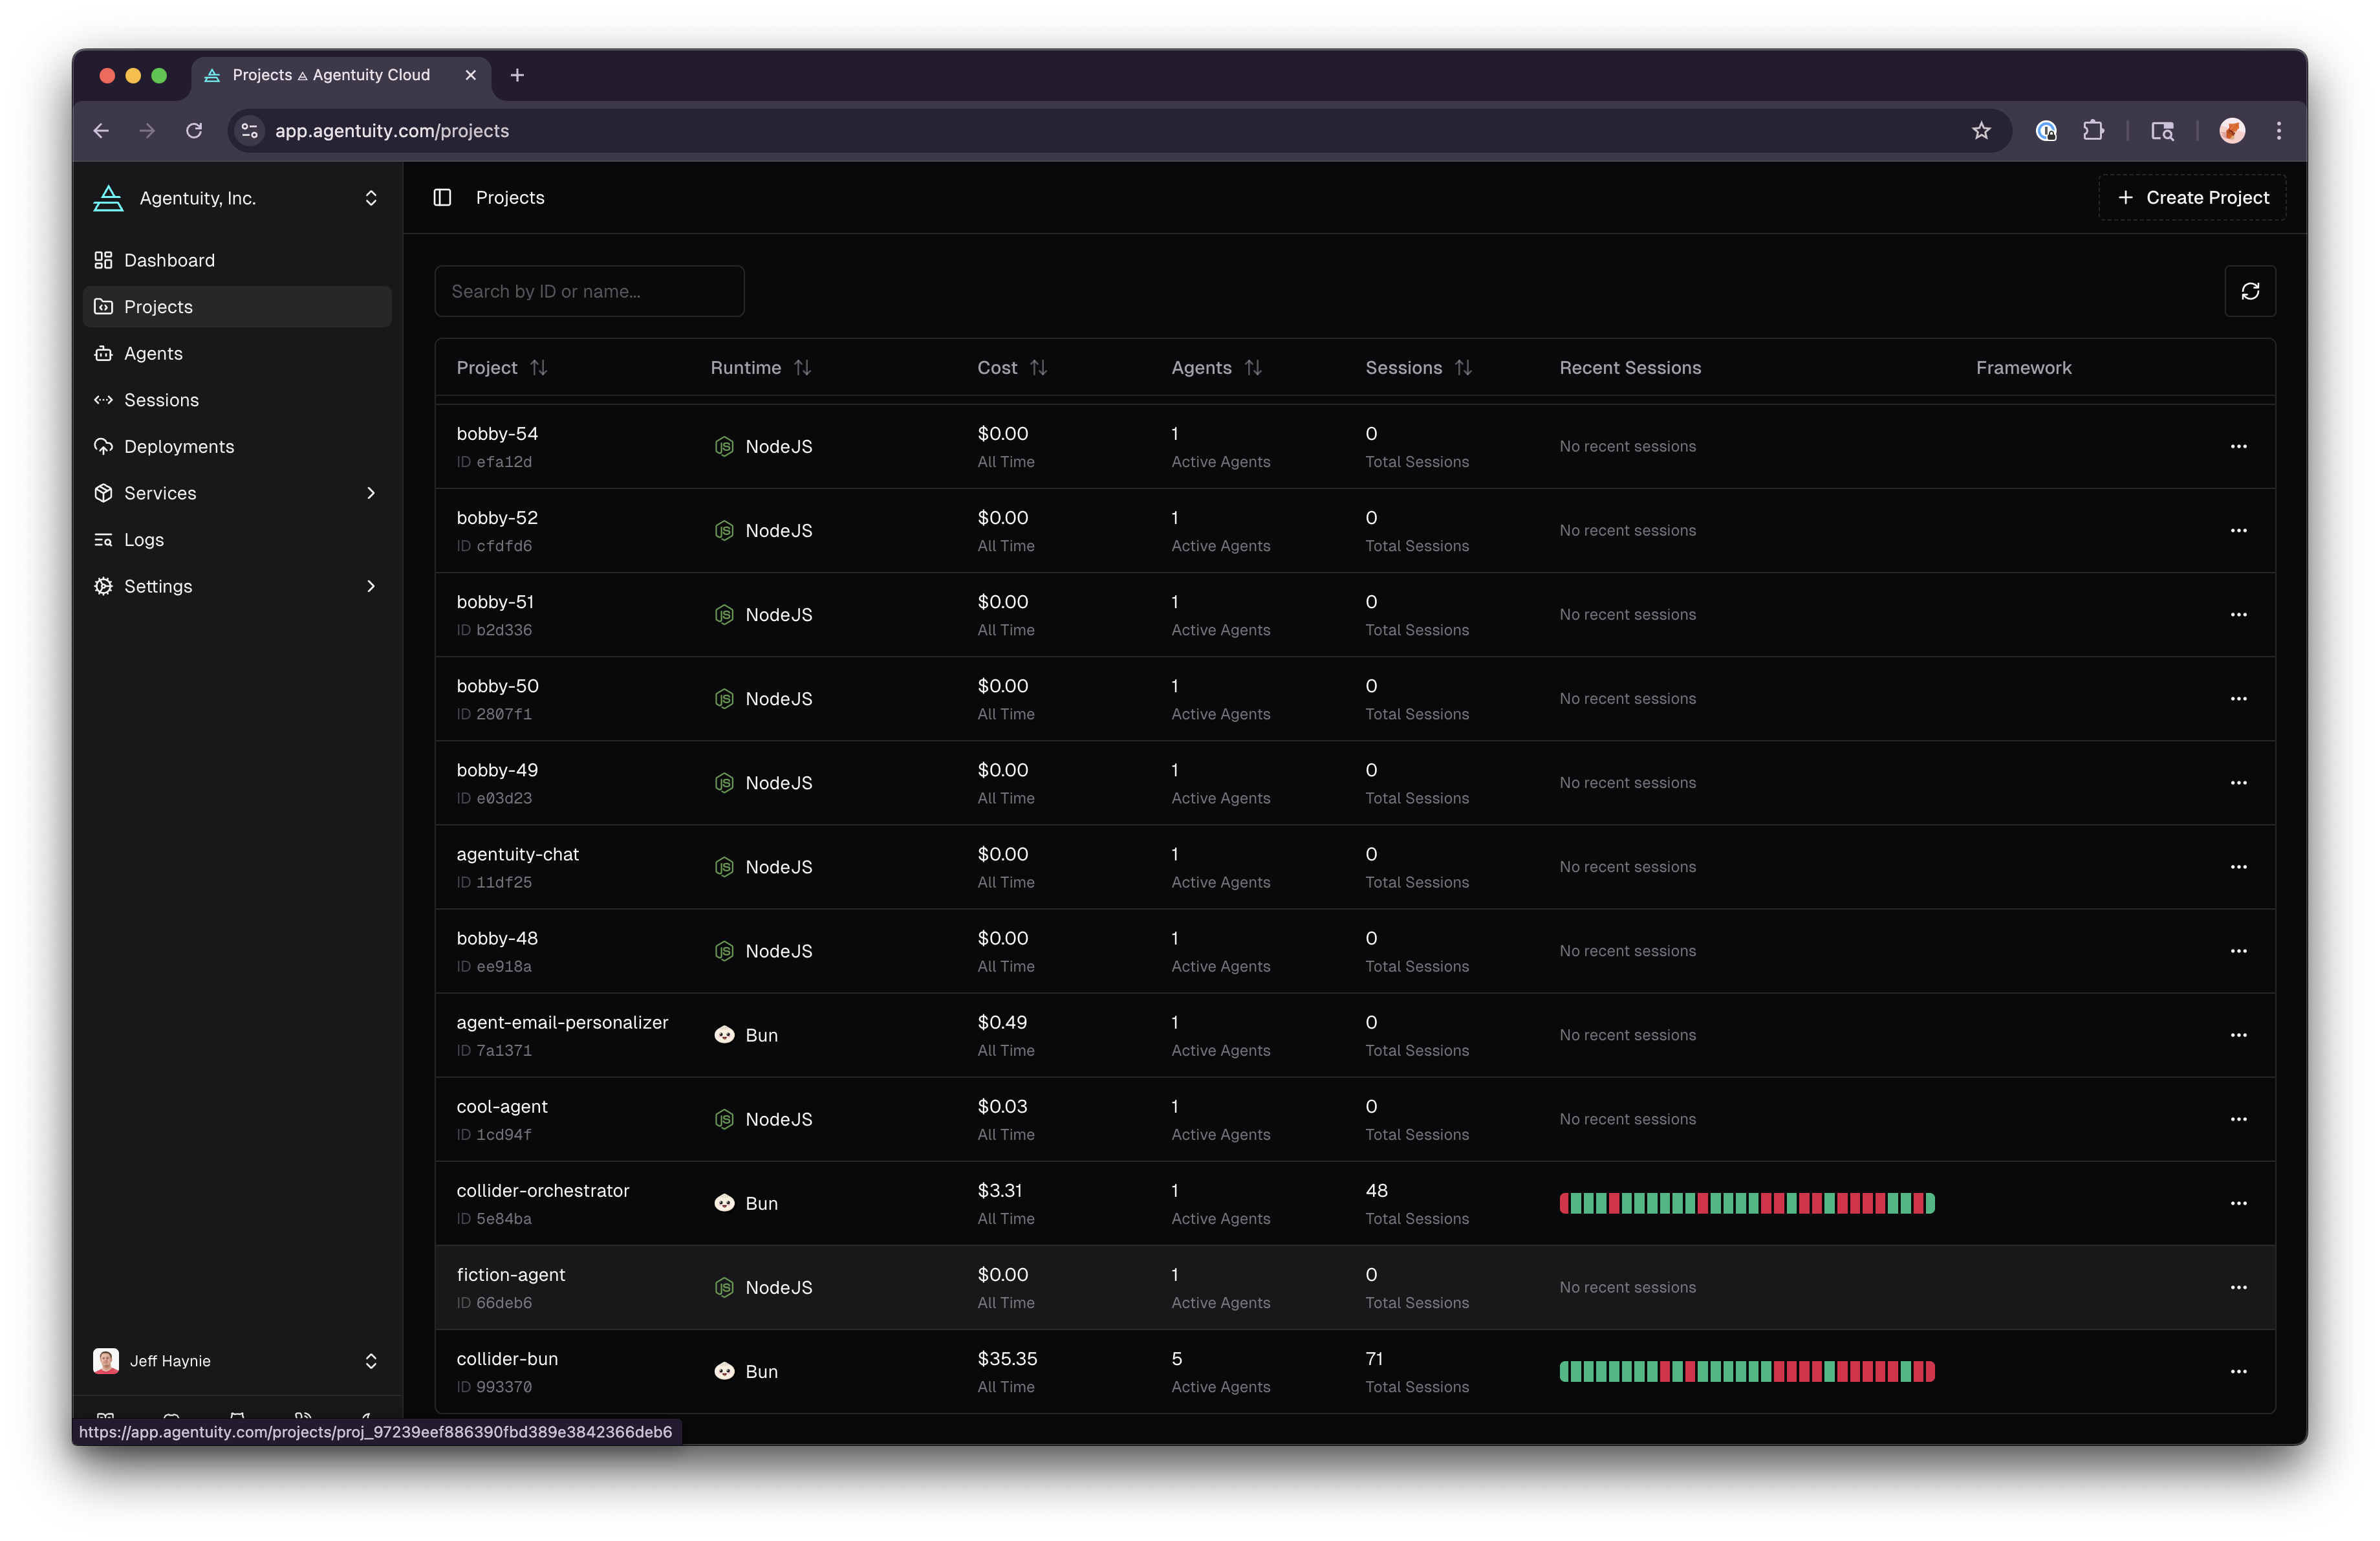 Projects ⟁ Agentuity Cloud
app.agentuity.com/projects
Agentuity, Inc.
Dashboard
Projects
Agents
Sessions
Deployments
Services
Logs
Settings
Jeff Haynie
https://app.agentuity.com/projects/proj_97239eef886390fbd389e3842366deb6
Projects
Create Project
Search by ID or name...
Project Runtime Cost Agents Sessions Recent Sessions Framework
bobby-54 NodeJS $0.00 1 0 No recent sessions
ID efa12d All Time Active Agents Total Sessions
bobby-52 NodeJS $0.00 1 0 No recent sessions
ID cfdfd6 All Time Active Agents Total Sessions
bobby-51 NodeJS $0.00 1 0 No recent sessions
ID b2d336 All Time Active Agents Total Sessions
bobby-50 NodeJS $0.00 1 0 No recent sessions
ID 2807f1 All Time Active Agents Total Sessions
bobby-49 NodeJS $0.00 1 0 No recent sessions
ID e03d23 All Time Active Agents Total Sessions
agentuity-chat NodeJS $0.00 1 0 No recent sessions
ID 11df25 All Time Active Agents Total Sessions
bobby-48 NodeJS $0.00 1 0 No recent sessions
ID ee918a All Time Active Agents Total Sessions
agent-email-personalizer Bun $0.49 1 0 No recent sessions
ID 7a1371 All Time Active Agents Total Sessions
cool-agent NodeJS $0.03 1 0 No recent sessions
ID 1cd94f All Time Active Agents Total Sessions
collider-orchestrator Bun $3.31 1 48
ID 5e84ba All Time Active Agents Total Sessions
fiction-agent NodeJS $0.00 1 0 No recent sessions
ID 66deb6 All Time Active Agents Total Sessions
collider-bun Bun $35.35 5 71
ID 993370 All Time Active Agents Total Sessions